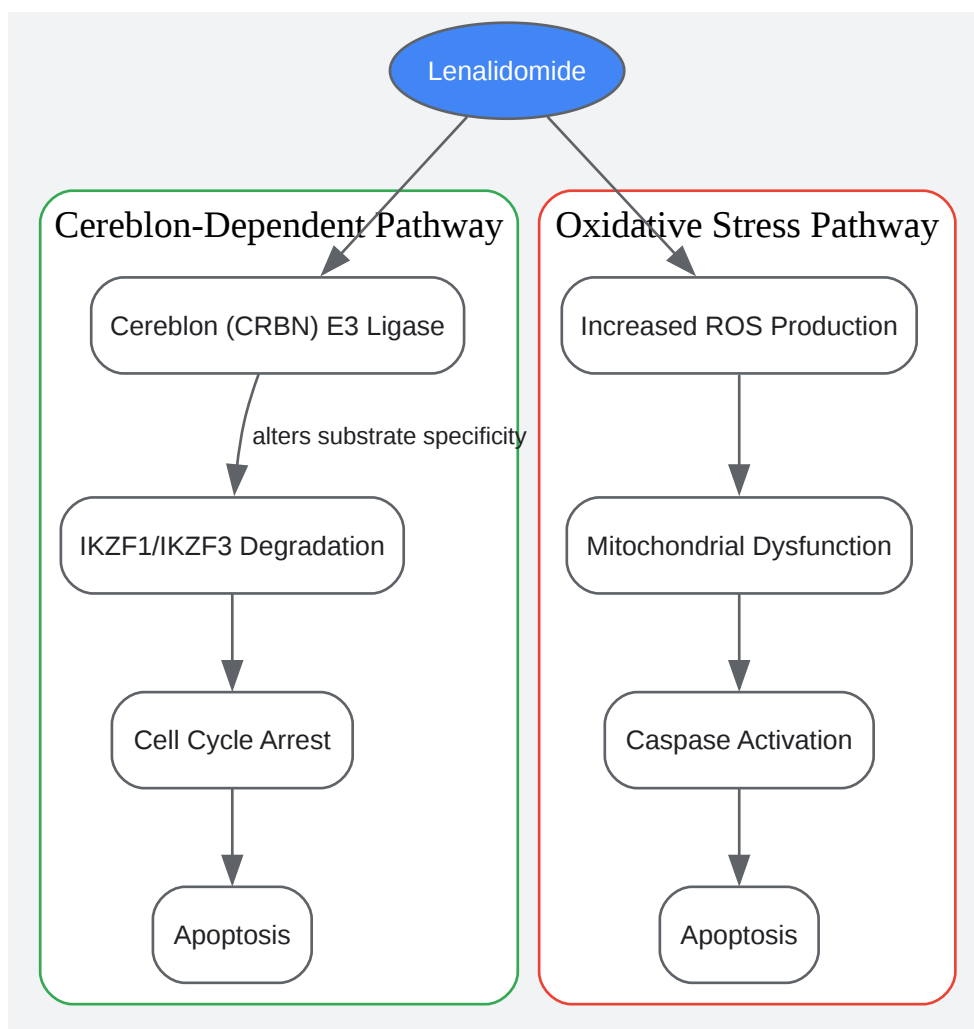 Lenalidomide
Cereblon-Dependent Pathway
Cereblon (CRBN) E3 Ligase
alters substrate specificity
IKZF1/IKZF3 Degradation
Cell Cycle Arrest
Apoptosis
Oxidative Stress Pathway
Increased ROS Production
Mitochondrial Dysfunction
Caspase Activation
Apoptosis